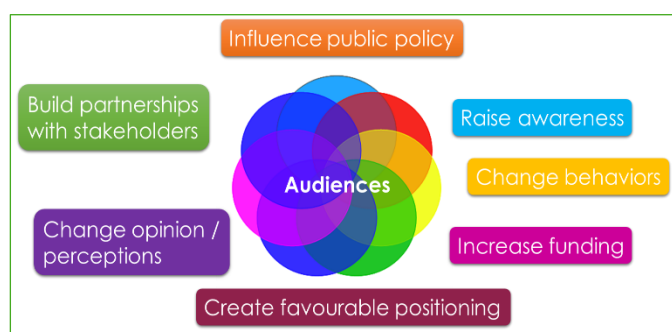 Influence public policy
Build partnerships
with stakeholders
Raise awareness
Audiences
Change behaviors
Change opinion /
perceptions
Increase funding
Create favourable positioning